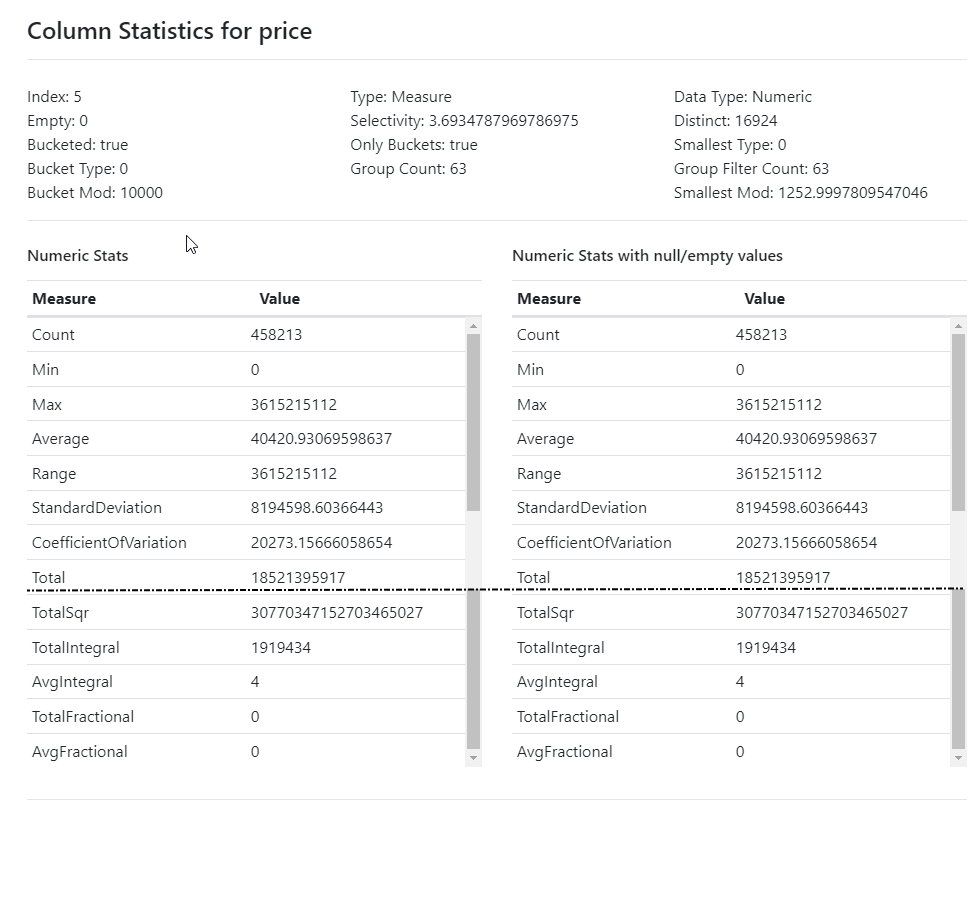 Column Statistics for price
Index: 5
Empty: 0
Bucketed: true
Bucket Type: 0
Bucket Mod: 10000
Type: Measure
Selectivity: 3.6934787969786975
Only Buckets: true
Group Count: 63
Data Type: Numeric
Distinct: 16924
Smallest Type: 0
Group Filter Count: 63
Smallest Mod: 1252.9997809547046
Numeric Stats
Measure Value
Count 458213
Min 0
Max 3615215112
Average 40420.93069598637
Range 3615215112
StandardDeviation 8194598.60366443
CoefficientOfVariation 20273.15666058654
Total 18521395917
TotalSqr 30770347152703465027
TotalIntegral 1919434
AvgIntegral 4
TotalFractional 0
AvgFractional 0
Numeric Stats with null/empty values
Measure Value
Count 458213
Min 0
Max 3615215112
Average 40420.93069598637
Range 3615215112
StandardDeviation 8194598.60366443
CoefficientOfVariation 20273.15666058654
Total 18521395917
TotalSqr 30770347152703465027
TotalIntegral 1919434
AvgIntegral 4
TotalFractional 0
AvgFractional 0